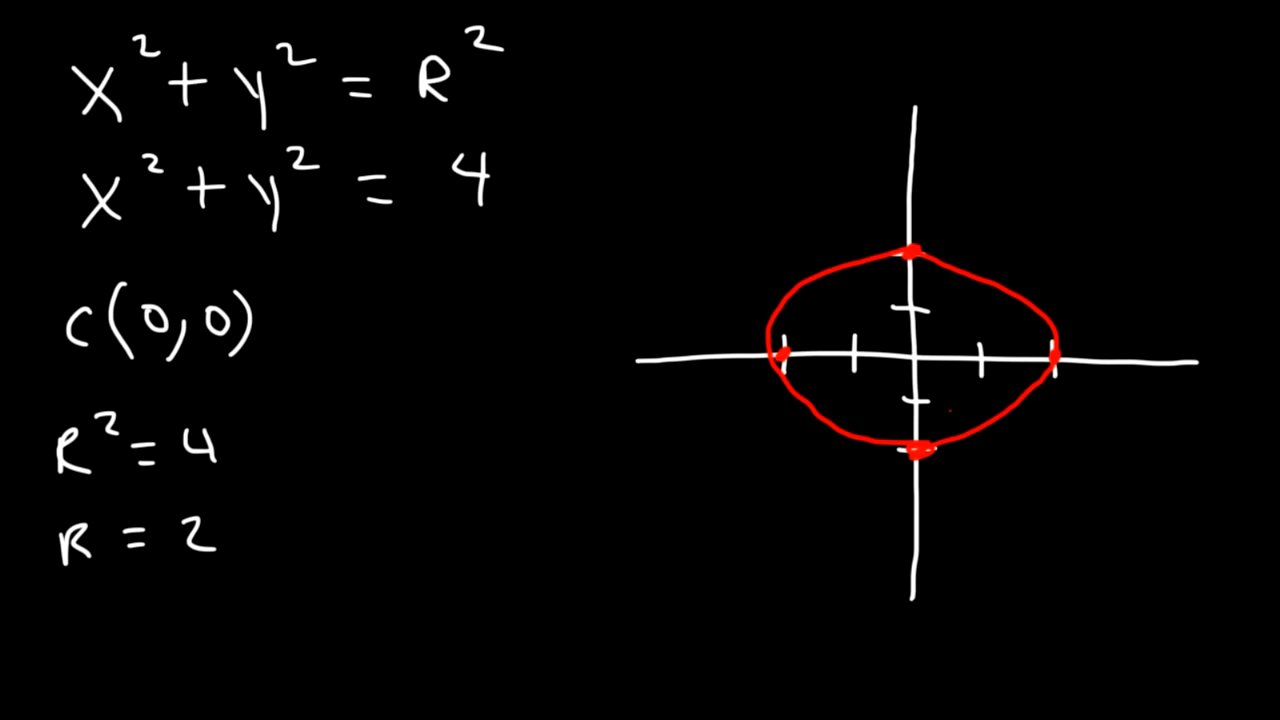 x² + y² = R²
x² + y² = 4
C(0,0)
R² = 4
R = 2